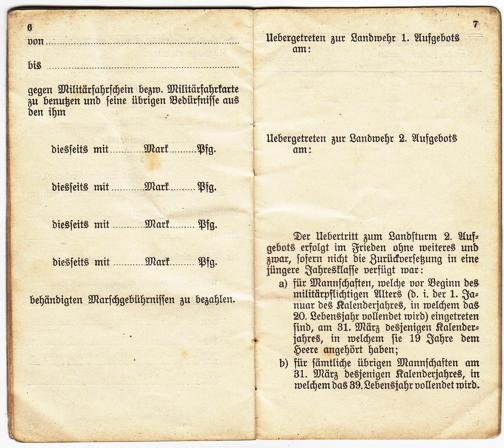 6
von
bis
gegen Militärfahrschein bezw. Militärfahrkarte
zu benutzen und seine übrigen Bedürfnisse aus
den ihm
diesseits mit ........ Mark ........ Pfg.
diesseits mit ........ Mark ........ Pfg.
diesseits mit ........ Mark ........ Pfg.
diesseits mit ........ Mark ........ Pfg.
behändigten Marschgebührnissen zu bezahlen.
7
Uebergetreten zur Landwehr 1. Aufgebots
am:
Uebergetreten zur Landwehr 2. Aufgebots
am:
Der Uebertritt zum Landsturm 2. Auf-
gebots erfolgt im Frieden ohne weiteres und
zwar, sofern nicht die Zurückversetzung in eine
jüngere Jahresklasse verfügt war:
a) für Mannschaften, welche vor Beginn des
militärpflichtigen Alters (d. i. der 1. Ja-
nuar des Kalenderjahres, in welchem das
20. Lebensjahr vollendet wird) eingetreten
sind, am 31. März desjenigen Kalender-
jahres, in welchem sie 19 Jahre dem
Heere angehört haben;
b) für sämtliche übrigen Mannschaften am
31. März desjenigen Kalenderjahres, in
welchem das 39. Lebensjahr vollendet wird.